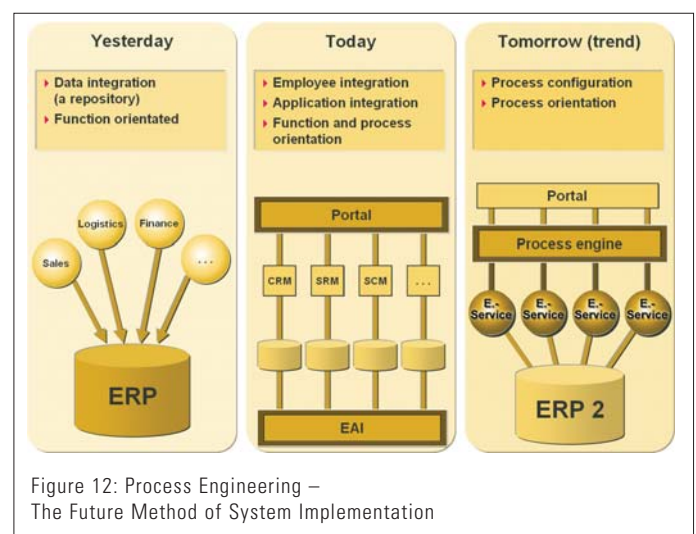 Yesterday
Data integration
(a repository)
Function orientated
Logistics
Finance
Sales
...
ERP
Today
Employee integration
Application integration
Function and process
orientation
Portal
CRM
SRM
SCM
...
EAI
Tomorrow (trend)
Process configuration
Process orientation
Portal
Process engine
E.-
Service
E.-
Service
E.-
Service
E.-
Service
ERP 2
Figure 12: Process Engineering –
The Future Method of System Implementation